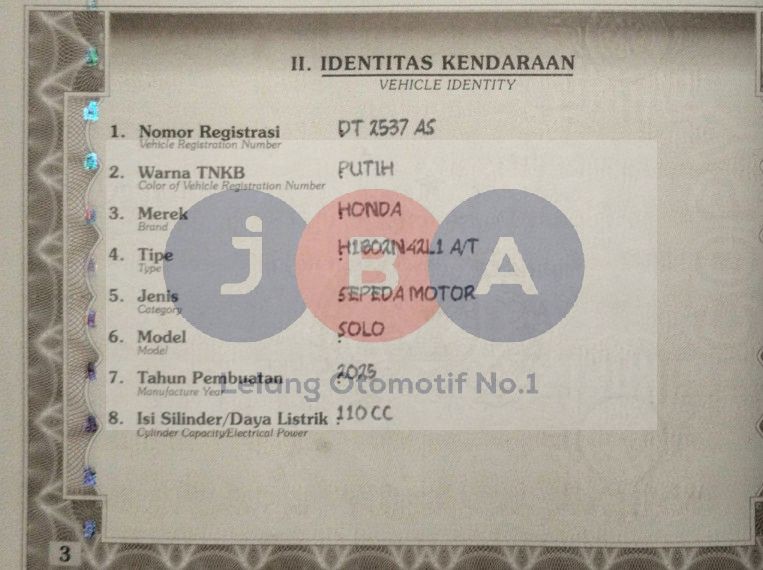 II. IDENTITAS KENDARAAN
VEHICLE IDENTITY
1. Nomor Registrasi : DT 2537 AS
Vehicle Registration Number
2. Warna TNKB : PUTIH
Color of Vehicle Registration Number
3. Merek : HONDA
Brand
4. Tipe : H1B02N42L1 A/T
Type
5. Jenis : SEPEDA MOTOR
Category
6. Model : SOLO
Model
7. Tahun Pembuatan : 2025
Manufacture Year
8. Isi Silinder/Daya Listrik : 110 CC
Cylinder Capacity/Electrical Power
JBA
Lelang Otomotif No.1
3